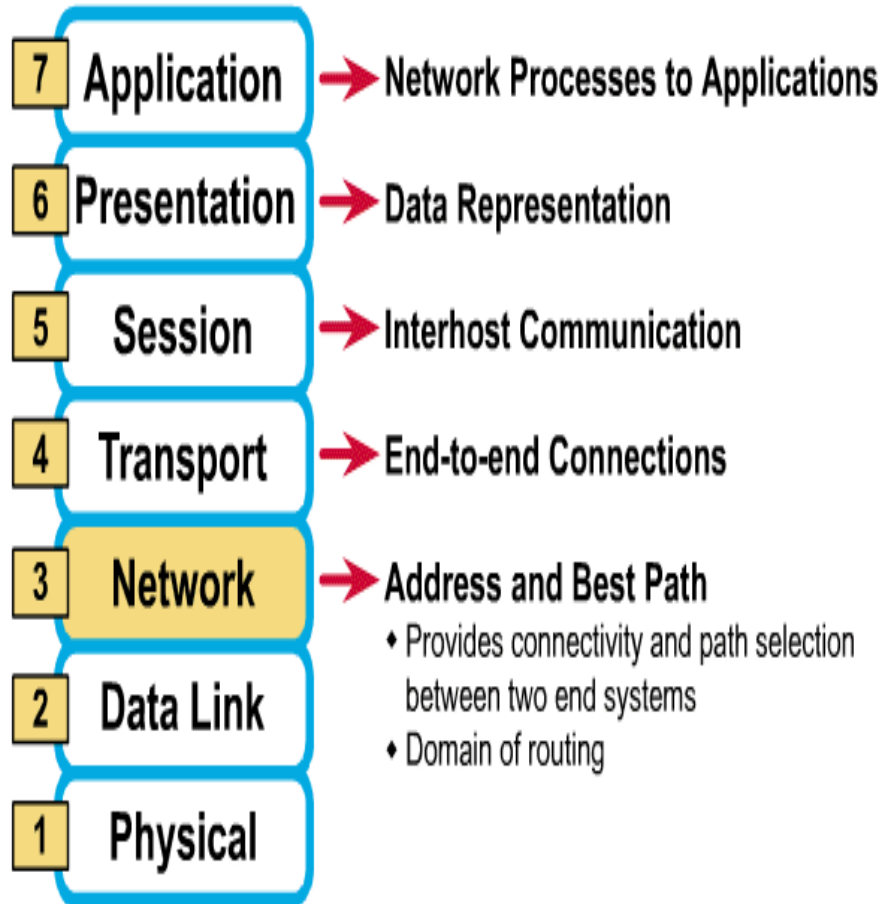 7 Application Network Processes to Applications
6 Presentation Data Representation
5 Session Interhost Communication
4 Transport End-to-end Connections
3 Network Address and Best Path
♦ Provides connectivity and path selection
between two end systems
2 Data Link
♦ Domain of routing
1 Physical